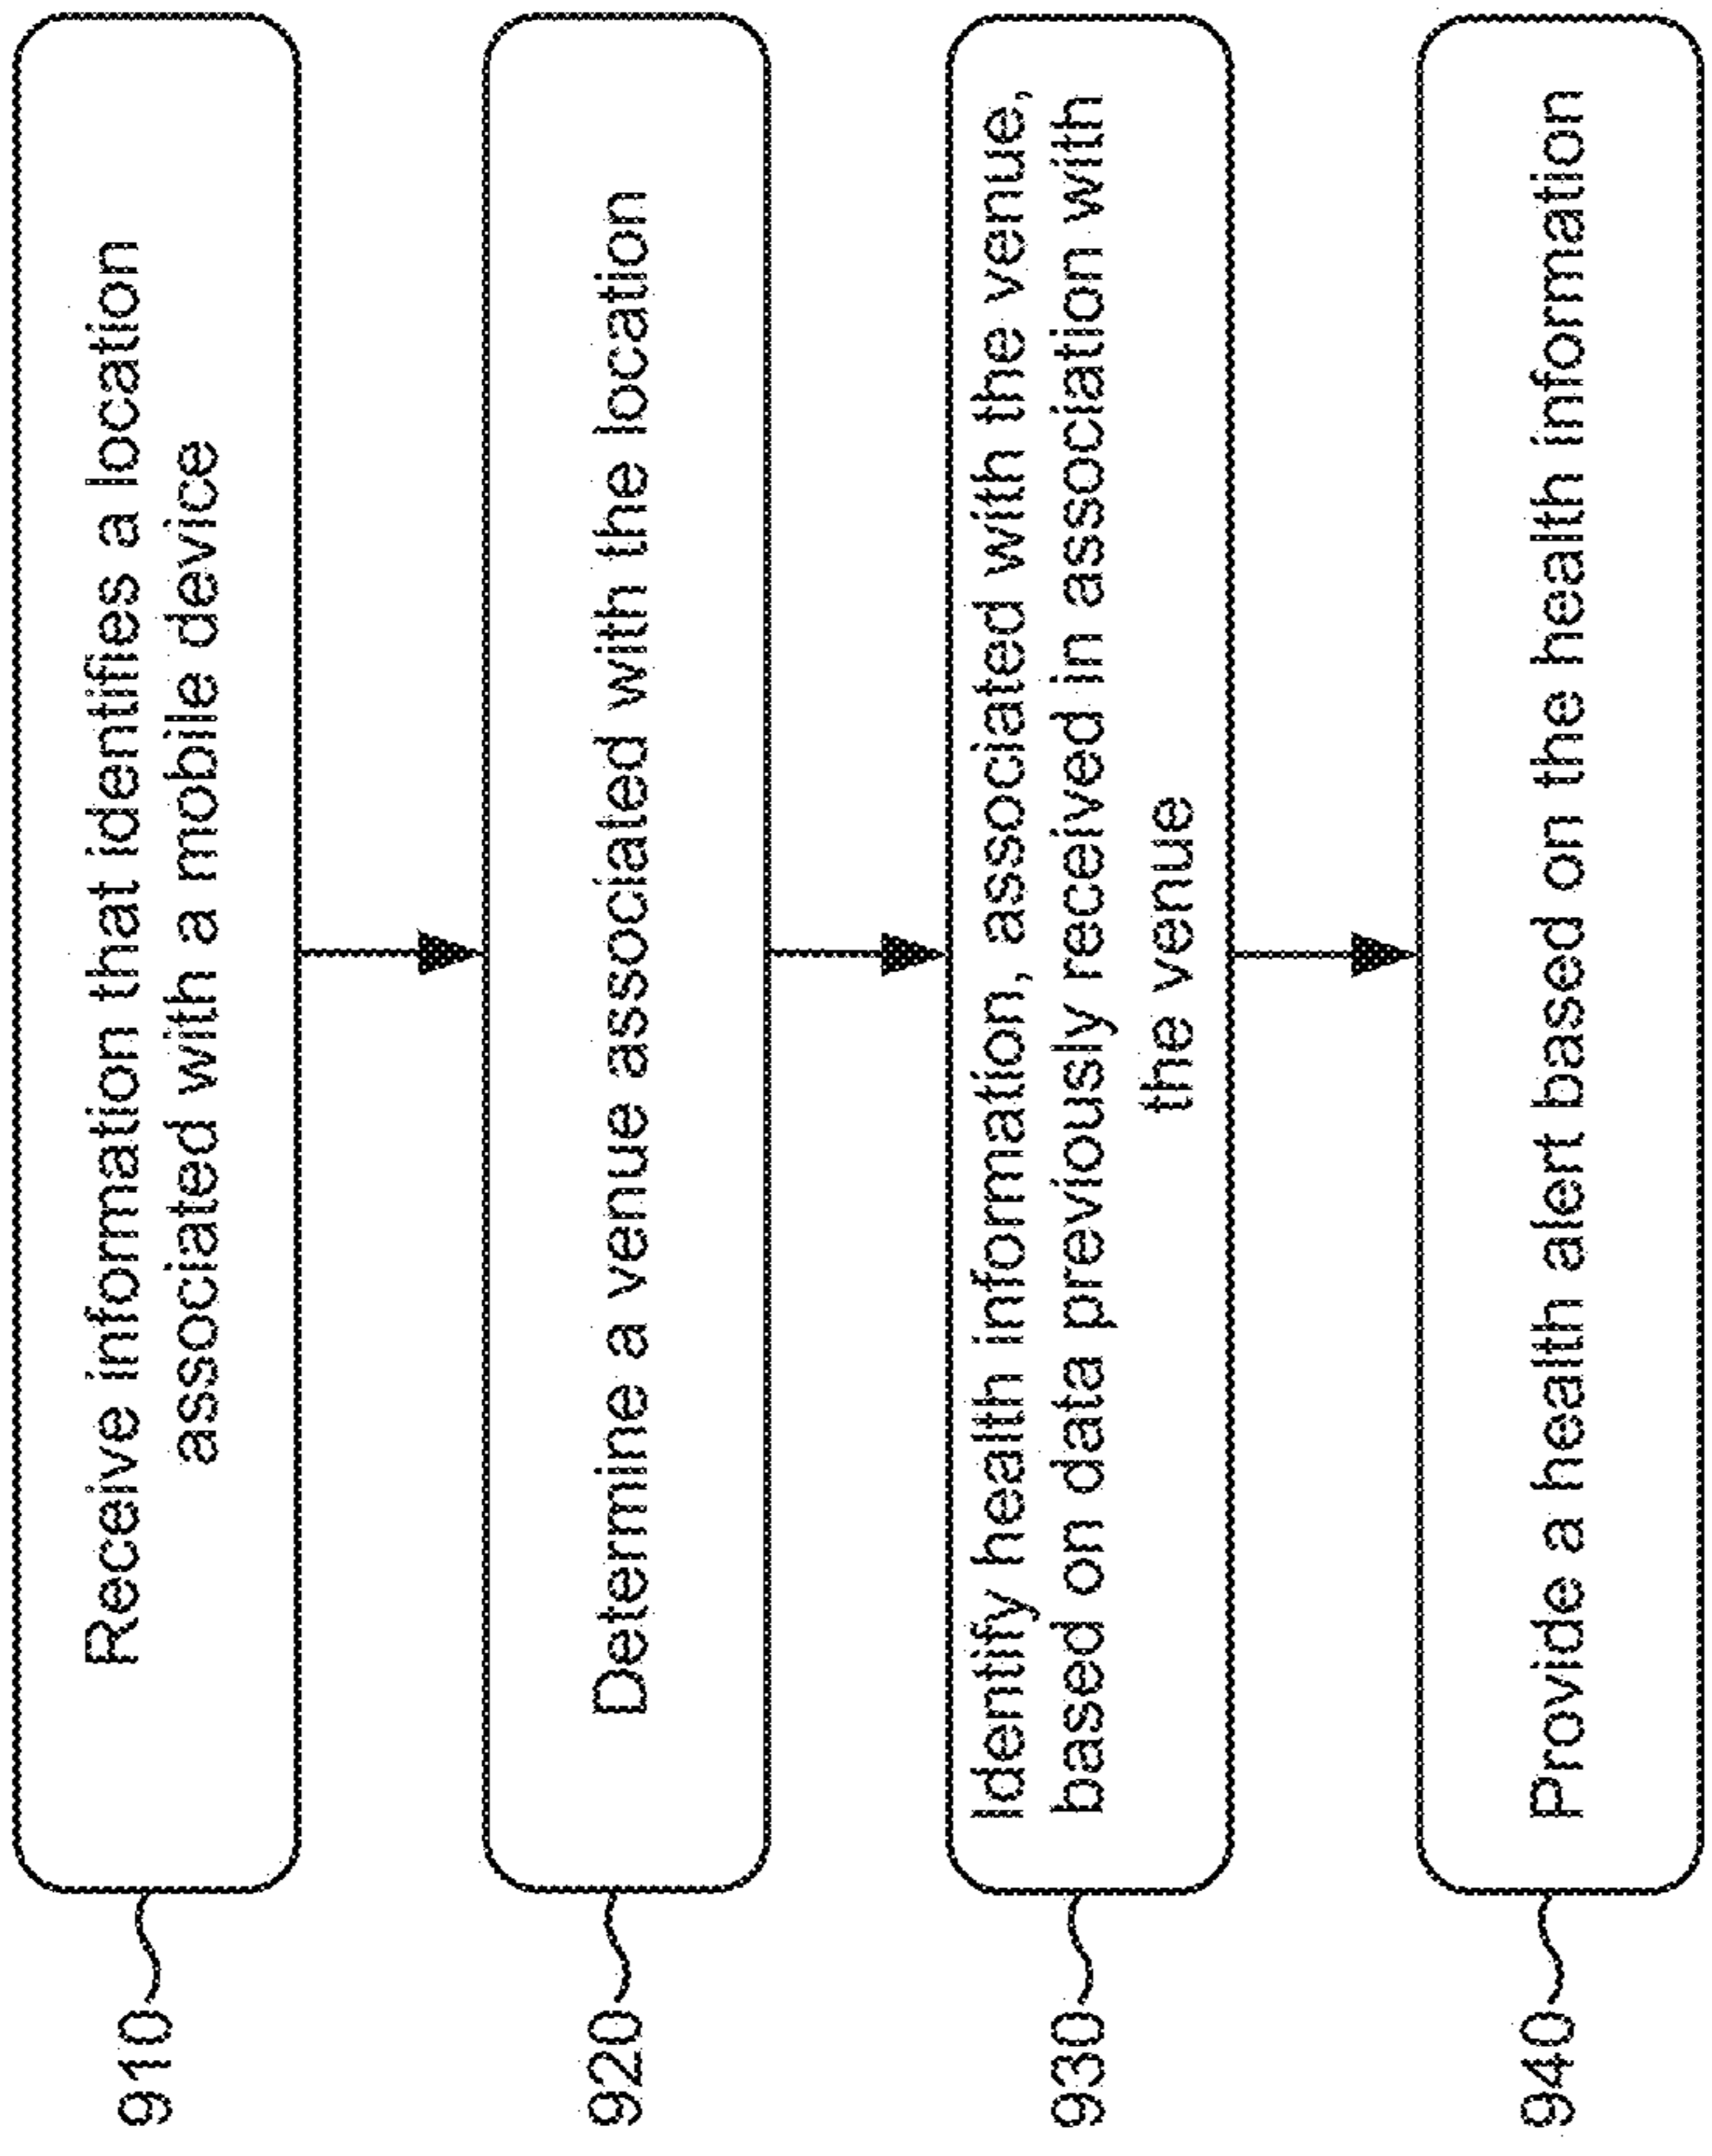 910
Receive information that identifies a location
associated with a mobile device
920
Determine a venue associated with the location
930
Identify health information, associated with the venue,
based on data previously received in association with
the venue
940
Provide a health alert based on the health information